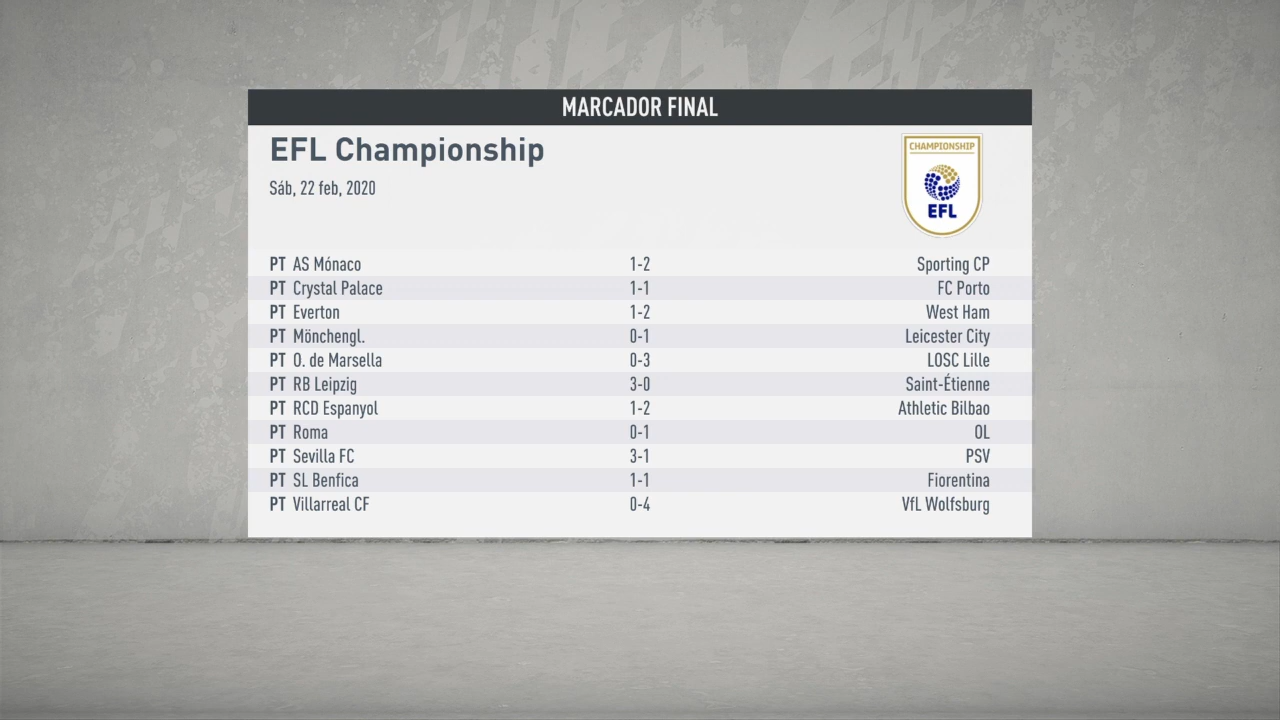 MARCADOR FINAL
EFL Championship
Sáb, 22 feb, 2020
CHAMPIONSHIP
EFL
PT AS Mónaco 1-2 Sporting CP
PT Crystal Palace 1-1 FC Porto
PT Everton 1-2 West Ham
PT Mönchengl. 0-1 Leicester City
PT O. de Marsella 0-3 LOSC Lille
PT RB Leipzig 3-0 Saint-Étienne
PT RCD Espanyol 1-2 Athletic Bilbao
PT Roma 0-1 OL
PT Sevilla FC 3-1 PSV
PT SL Benfica 1-1 Fiorentina
PT Villarreal CF 0-4 VfL Wolfsburg